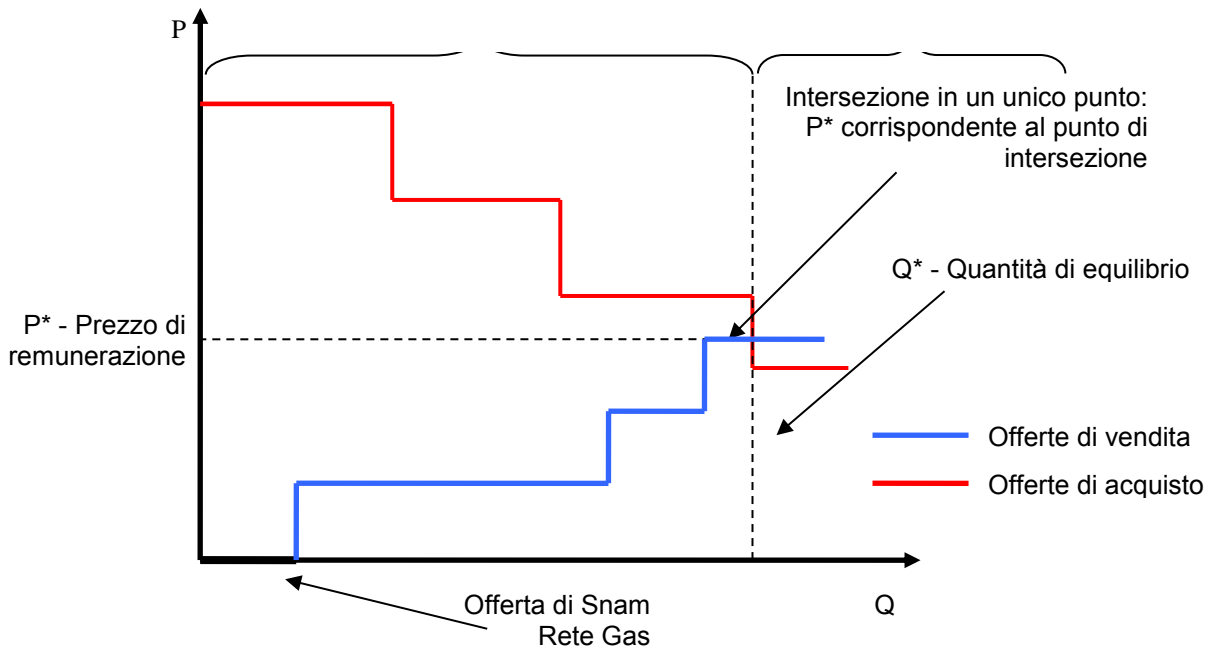 P
Intersezione in un unico punto:
P* corrispondente al punto di
intersezione
Q* - Quantità di equilibrio
P* - Prezzo di
remunerazione
Offerte di vendita
Offerte di acquisto
Offerta di Snam
Rete Gas
Q